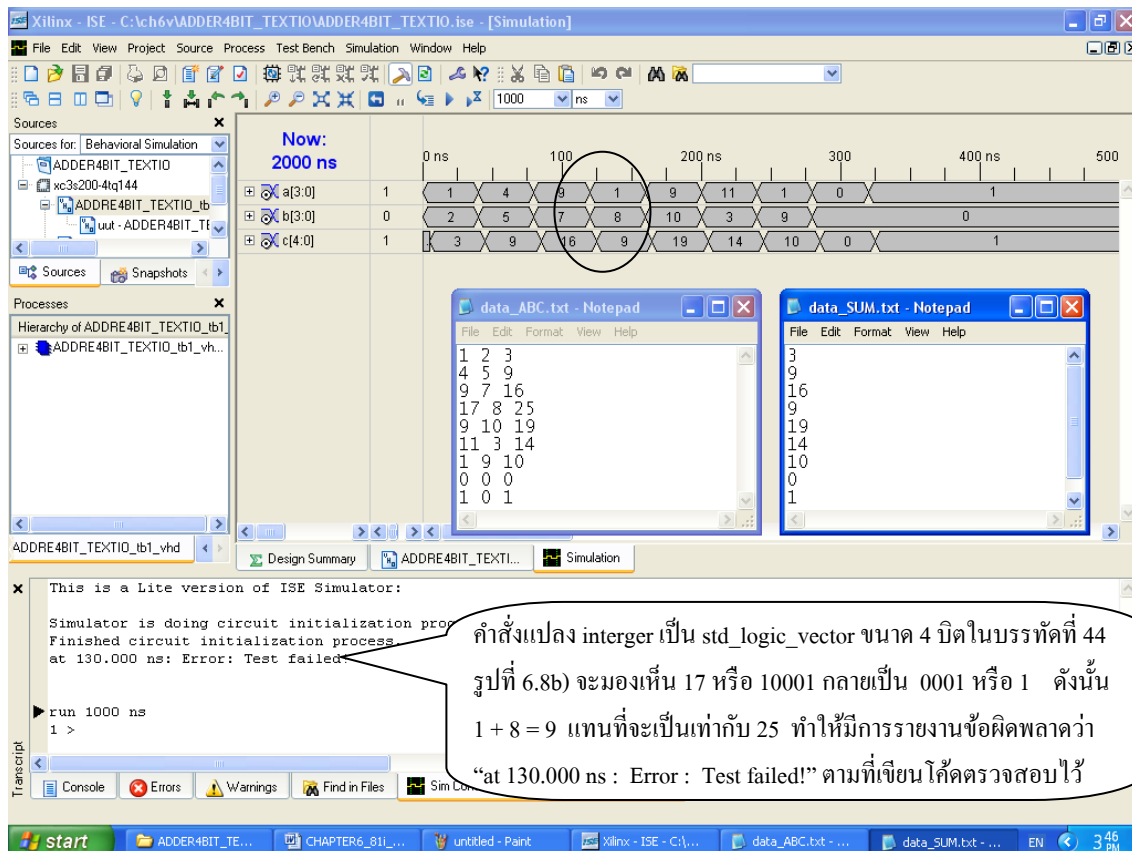 Xilinx - ISE - C:\ch6v\ADDER4BIT_TEXTIO\ADDER4BIT_TEXTIO.ise - [Simulation]
File Edit View Project Source Process Test Bench Simulation Window Help
1000 ns
Sources
Sources for: Behavioral Simulation
ADDER4BIT_TEXTIO
xc3s200-4tq144
ADDRE4BIT_TEXTIO_tb
uut - ADDER4BIT_TE
Sources Snapshots
Processes
Hierarchy of ADDRE4BIT_TEXTIO_tb1_
ADDRE4BIT_TEXTIO_tb1_vh...
ADDRE4BIT_TEXTIO_tb1_vhd
Now:
2000 ns
0 ns 100 200 ns 300 400 ns 500
a[3:0] 1 1 4 9 1 9 11 1 0 1
b[3:0] 0 2 5 7 8 10 3 9 0
c[4:0] 1 3 9 16 9 19 14 10 0 1
data_ABC.txt - Notepad
File Edit Format View Help
1 2 3
4 5 9
9 7 16
17 8 25
9 10 19
11 3 14
1 9 10
0 0 0
1 0 1
data_SUM.txt - Notepad
File Edit Format View Help
3
9
16
9
19
14
10
0
1
Design Summary ADDRE4BIT_TEXTI... Simulation
This is a Lite version of ISE Simulator:
Simulator is doing circuit initialization proc
Finished circuit initialization process.
at 130.000 ns: Error: Test failed!
run 1000 ns
1 >
Transcript
Console Errors Warnings Find in Files Sim Con
คำสั่งแปลง interger เป็น std_logic_vector ขนาด 4 บิตในบรรทัดที่ 44
รูปที่ 6.8b) จะมองเห็น 17 หรือ 10001 กลายเป็น 0001 หรือ 1 ดังนั้น
1 + 8 = 9 แทนที่จะเป็นเท่ากับ 25 ทำให้มีการรายงานข้อผิดพลาดว่า
“at 130.000 ns : Error : Test failed!” ตามที่เขียนโค้ดตรวจสอบไว้
start ADDER4BIT_TE... CHAPTER6_81i_... untitled - Paint Xilinx - ISE - C:\... data_ABC.txt - ... data_SUM.txt - ... EN 3:46 PM